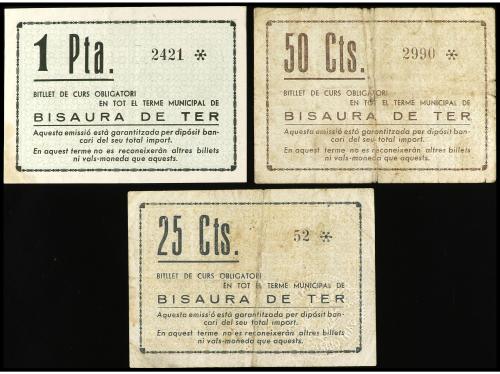 1 Pta. 2421 *
BITLLET DE CURS OBLIGATORI
EN TOT EL TERME MUNICIPAL DE
BISAURA DE TER
Aquesta emissió està garantitzada per dipòsit ban-
cari del seu total import.
En aquest terme no es reconeixeràn altres billets
ni vals-moneda que aquests.
50 Cts. 2990 *
BITLLET DE CURS OBLIGATORI
EN TOT EL TERME MUNICIPAL DE
BISAURA DE TER
Aquesta emissió està garantitzada per dipòsit ban-
cari del seu total import.
En aquest terme no es reconeixeràn altres billets
ni vals-moneda que aquests.
25 Cts. 52 *
BITLLET DE CURS OBLIGATORI
EN TOT EL TERME MUNICIPAL DE
BISAURA DE TER
Aquesta emissió està garantitzada per dipòsit ban-
cari del seu total import.
En aquest terme no es reconeixeràn altres billets
ni vals-moneda que aquests.